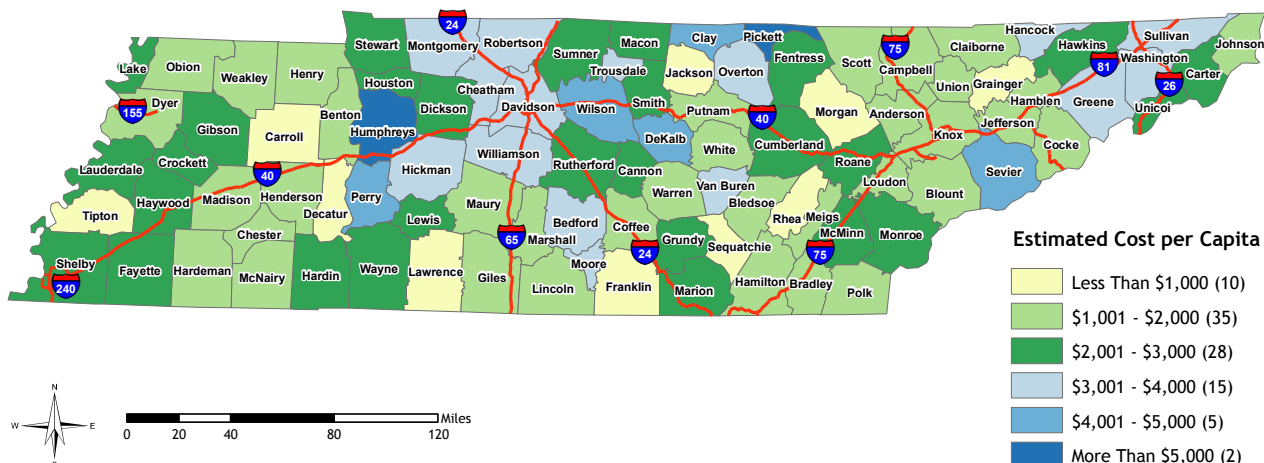 24
Stewart
Montgomery
Robertson
Sumner
Macon
Clay
Pickett
Fentress
Scott
75
Campbell
Claiborne
Hancock
Hawkins
Sullivan
Johnson
Lake
Obion
Weakley
Henry
Houston
Cheatham
Trousdale
Jackson
Overton
Union
Grainger
81
Washington
Carter
26
Unicoi
155
Dyer
Gibson
Carroll
Benton
Humphreys
Dickson
Davidson
Wilson
Smith
Putnam
40
Morgan
Anderson
Hamblen
Greene
Jefferson
Knox
Cocke
Lauderdale
Crockett
40
Hickman
Williamson
Rutherford
Cannon
DeKalb
White
Cumberland
Roane
Loudon
Sevier
Blount
Tipton
Haywood
Madison
Henderson
Decatur
Perry
Lewis
Maury
Bedford
Warren
Van Buren
Bledsoe
Rhea
Meigs
McMinn
Monroe
Chester
65
Marshall
Coffee
24
Grundy
Sequatchie
75
Shelby
240
Fayette
Hardeman
McNairy
Hardin
Wayne
Lawrence
Giles
Lincoln
Moore
Franklin
Marion
Hamilton
Bradley
Polk
Estimated Cost per Capita
Less Than $1,000 (10)
$1,001 - $2,000 (35)
$2,001 - $3,000 (28)
$3,001 - $4,000 (15)
$4,001 - $5,000 (5)
More Than $5,000 (2)
N
W E
Miles
0 20 40 80 120